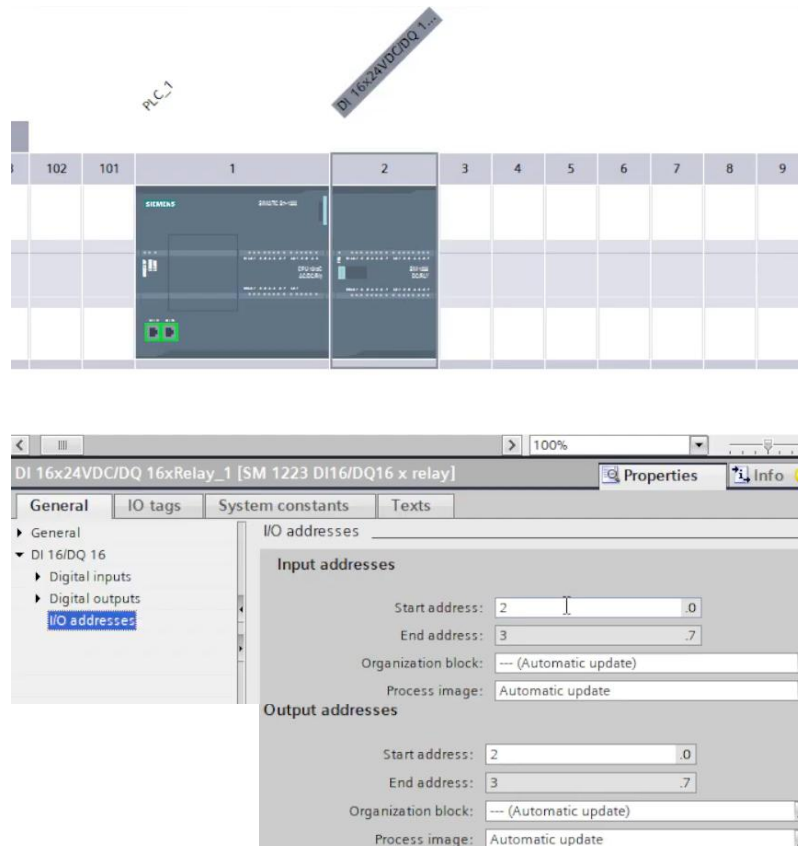 PLC_1
DI 16x24VDC/DQ 1...
102 101 1 2 3 4 5 6 7 8 9
SIEMENS
100%
DI 16x24VDC/DQ 16xRelay_1 [SM 1223 DI16/DQ16 x relay]
Properties
Info
General
IO tags
System constants
Texts
General
DI 16/DQ 16
Digital inputs
Digital outputs
I/O addresses
I/O addresses
Input addresses
Start address: 2 .0
End address: 3 .7
Organization block: --- (Automatic update)
Process image: Automatic update
Output addresses
Start address: 2 .0
End address: 3 .7
Organization block: --- (Automatic update)
Process image: Automatic update